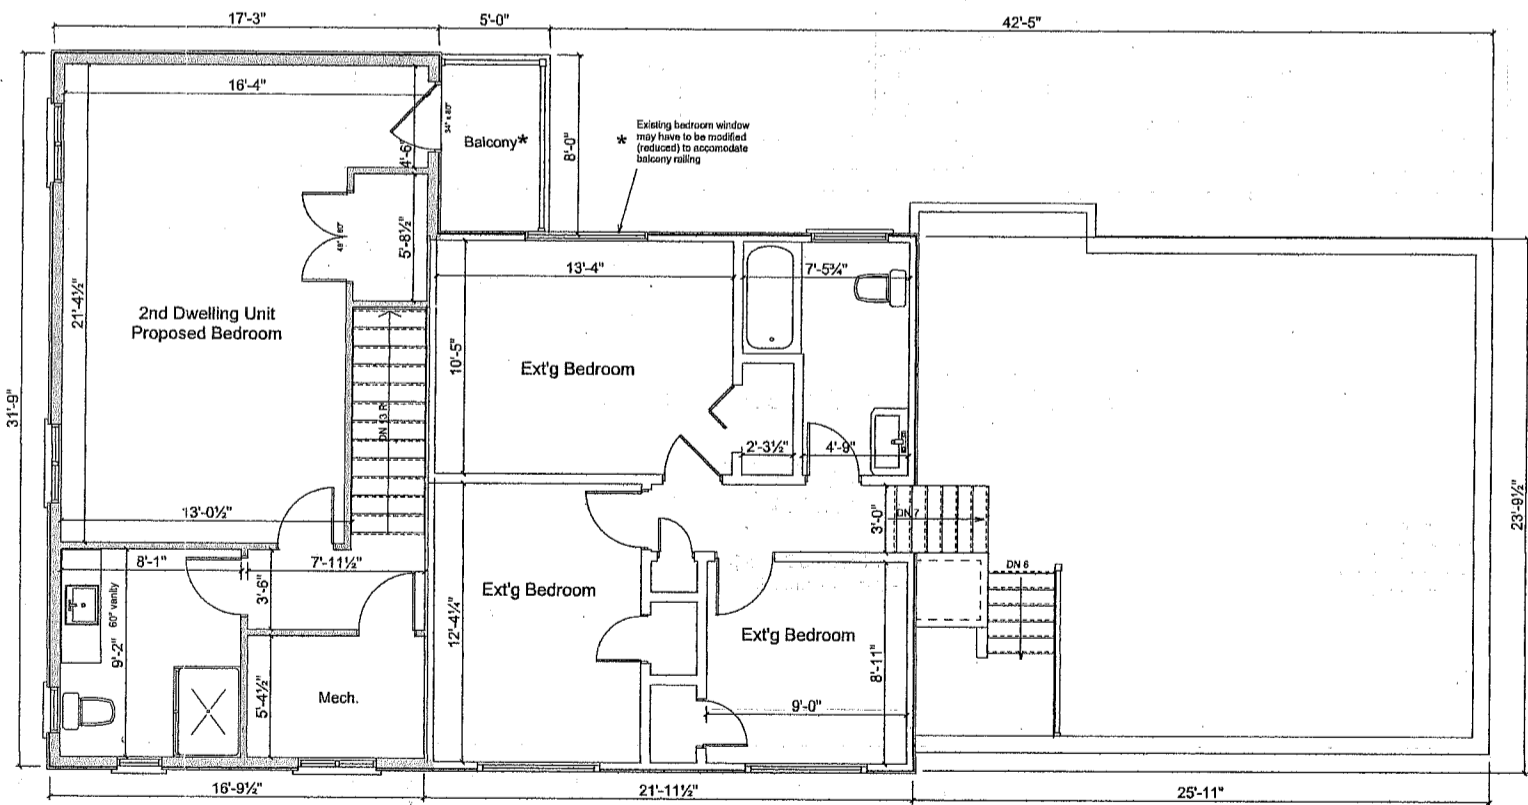 17'-3"
5'-0"
42'-5"
16'-4"
34" x 80"
Balcony*
8'-0"
* Existing bedroom window
may have to be modified
(reduced) to accomodate
balcony railing
4'-6"
48" x 80"
5'-8½"
13'-4"
7'-5¾"
21'-4½"
2nd Dwelling Unit
Proposed Bedroom
10'-5"
Ext'g Bedroom
31'-9"
DN 13 R
2'-3½"
4'-9"
13'-0½"
3'-0"
DN 7
23'-9½"
8'-1"
7'-11½"
3'-6"
DN 6
60" vanity
9'-2"
12'-4¼"
Ext'g Bedroom
Ext'g Bedroom
8'-11"
5'-4½"
Mech.
9'-0"
16'-9½"
21'-11½"
25'-11"